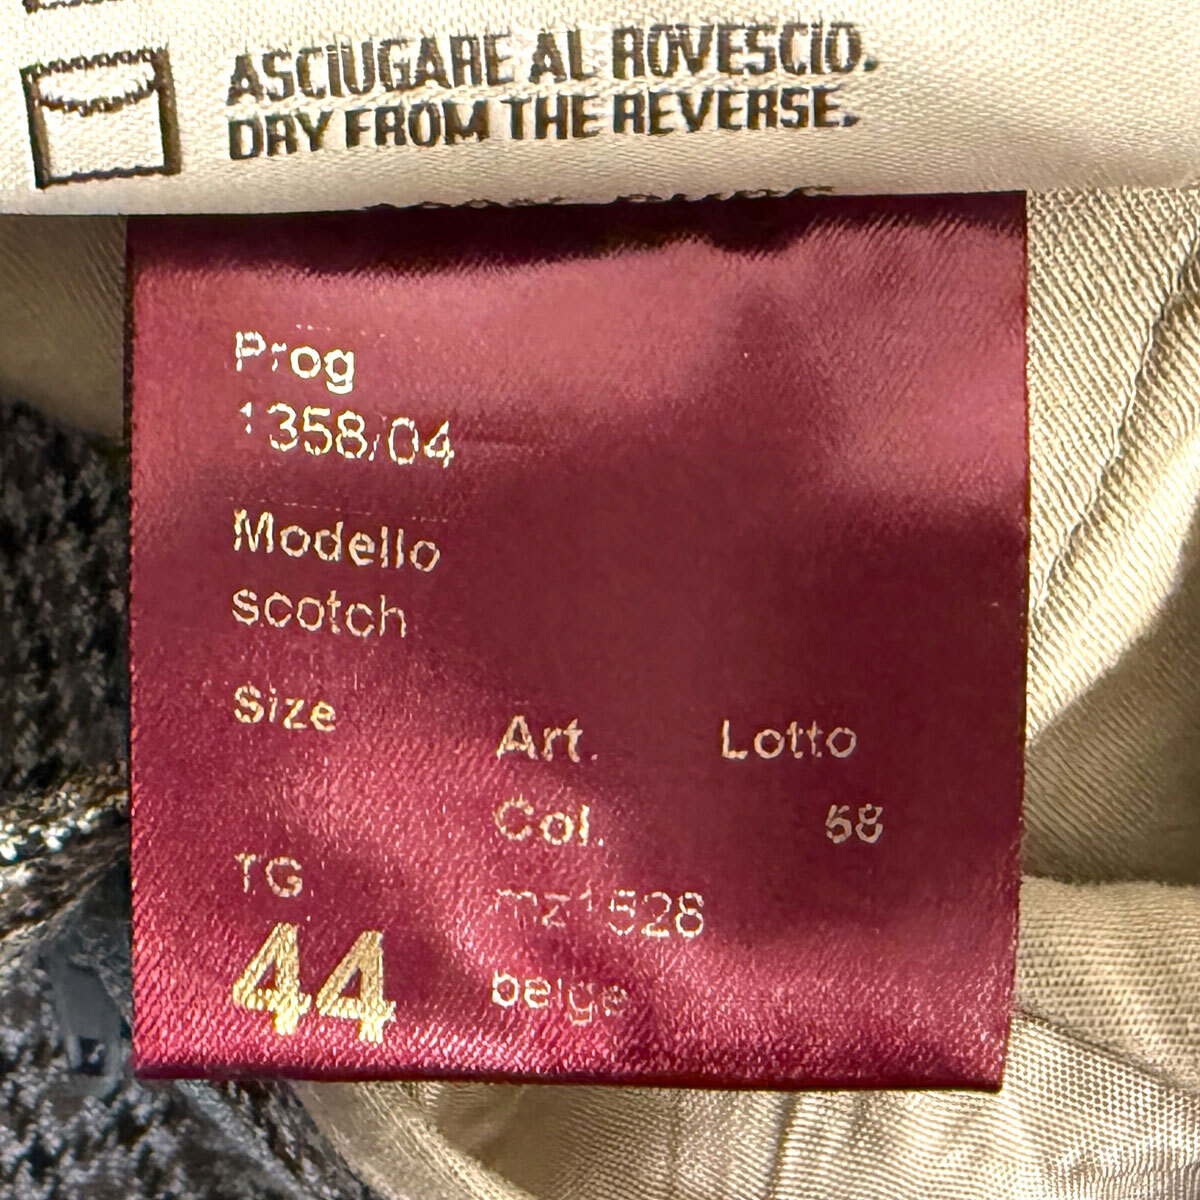 ASCIUGARE AL ROVESCIO.
DRY FROM THE REVERSE.
Prog
1358/04
Modello
scotch
Size
Art. Lotto
Col. 58
TG
mz1528
44
beige